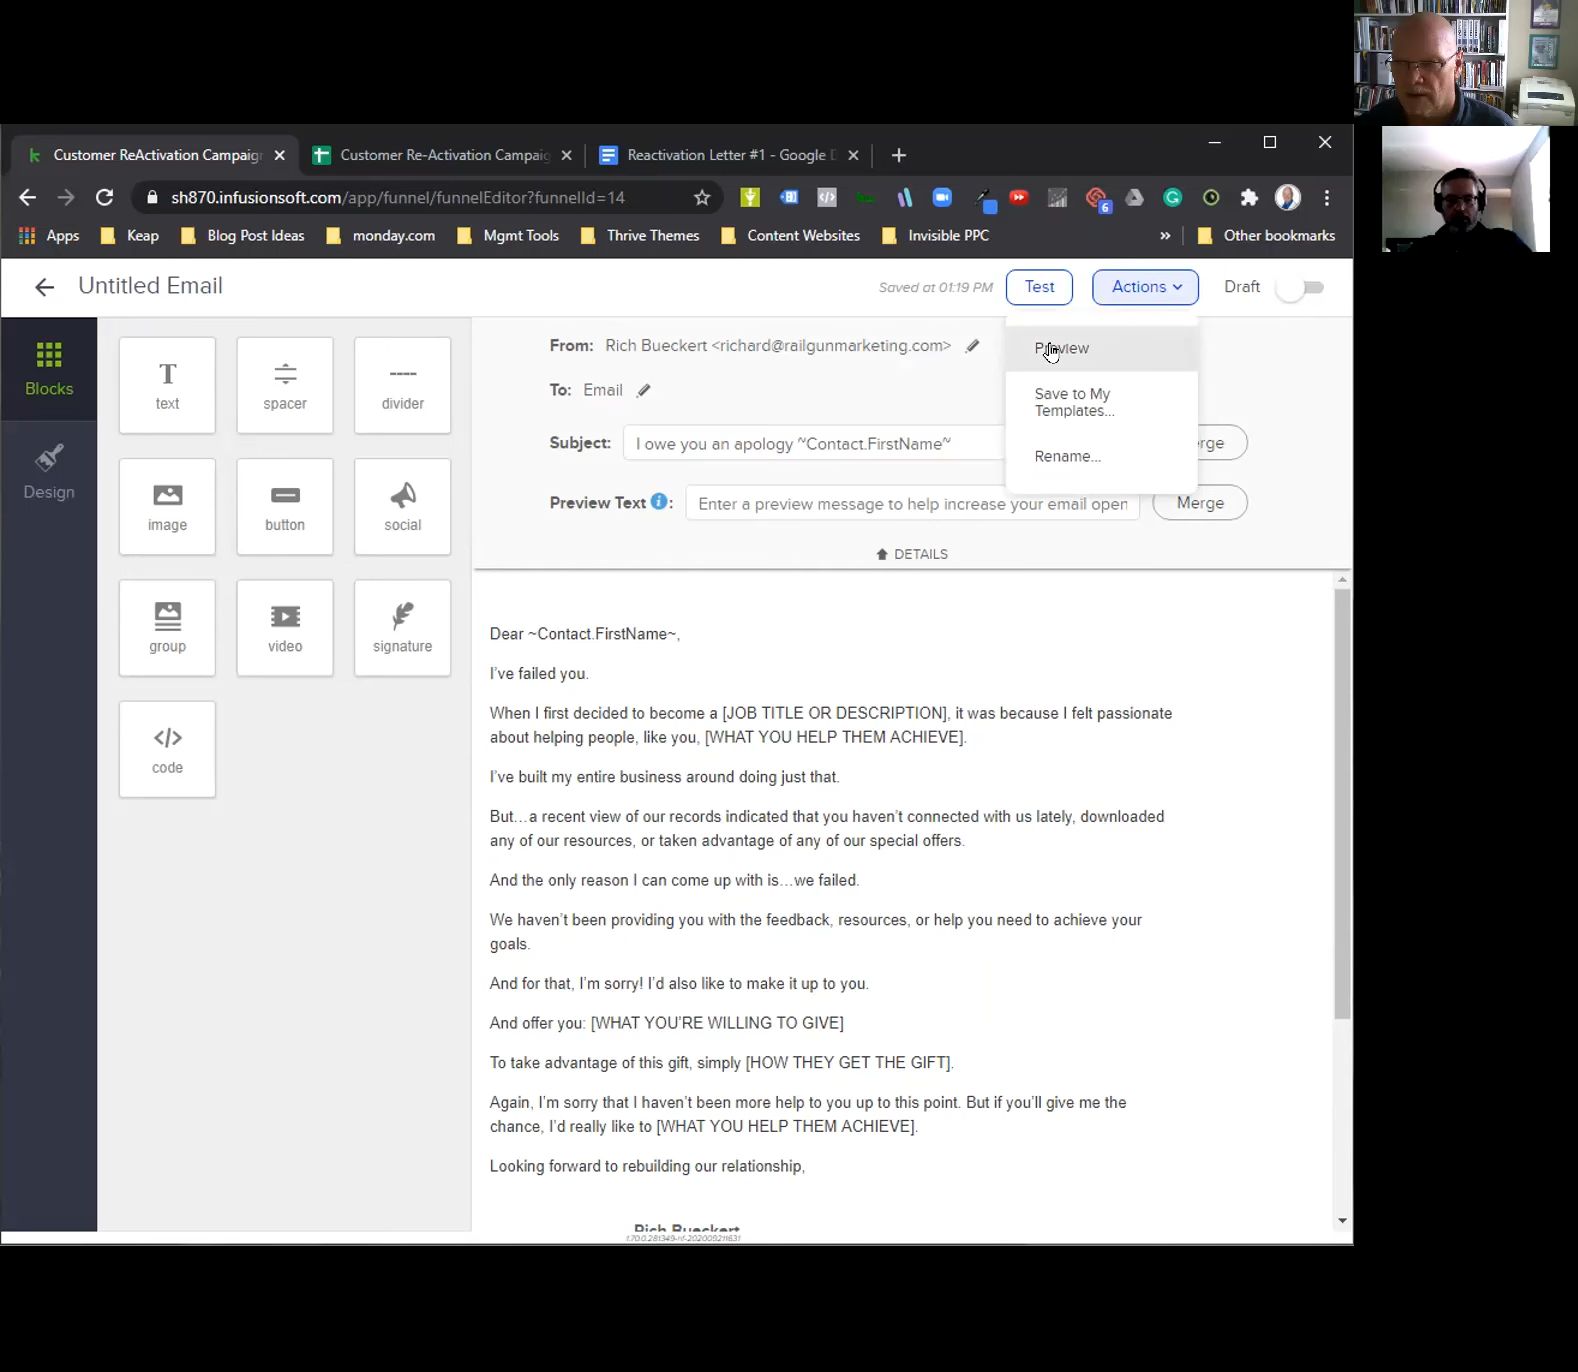 Customer ReActivation Campaig
Customer Re-Activation Campaig
Reactivation Letter #1 - Google D
sh870.infusionsoft.com/app/funnel/funnelEditor?funnelId=14
6
Apps
Keap
Blog Post Ideas
monday.com
Mgmt Tools
Thrive Themes
Content Websites
Invisible PPC
»
Other bookmarks
Untitled Email
Saved at 01:19 PM
Test
Actions
Draft
Blocks
Design
text
spacer
divider
image
button
social
group
video
signature
code
From: Rich Bueckert <richard@railgunmarketing.com>
To: Email
Subject: I owe you an apology ~Contact.FirstName~
rge
Preview
Save to My
Templates...
Rename...
Preview Text : Enter a preview message to help increase your email open
Merge
DETAILS
Dear ~Contact.FirstName~,
I've failed you.
When I first decided to become a [JOB TITLE OR DESCRIPTION], it was because I felt passionate
about helping people, like you, [WHAT YOU HELP THEM ACHIEVE].
I've built my entire business around doing just that.
But…a recent view of our records indicated that you haven't connected with us lately, downloaded
any of our resources, or taken advantage of any of our special offers.
And the only reason I can come up with is…we failed.
We haven't been providing you with the feedback, resources, or help you need to achieve your
goals.
And for that, I'm sorry! I'd also like to make it up to you.
And offer you: [WHAT YOU'RE WILLING TO GIVE]
To take advantage of this gift, simply [HOW THEY GET THE GIFT].
Again, I'm sorry that I haven't been more help to you up to this point. But if you'll give me the
chance, I'd really like to [WHAT YOU HELP THEM ACHIEVE].
Looking forward to rebuilding our relationship,
Rich Bueckert